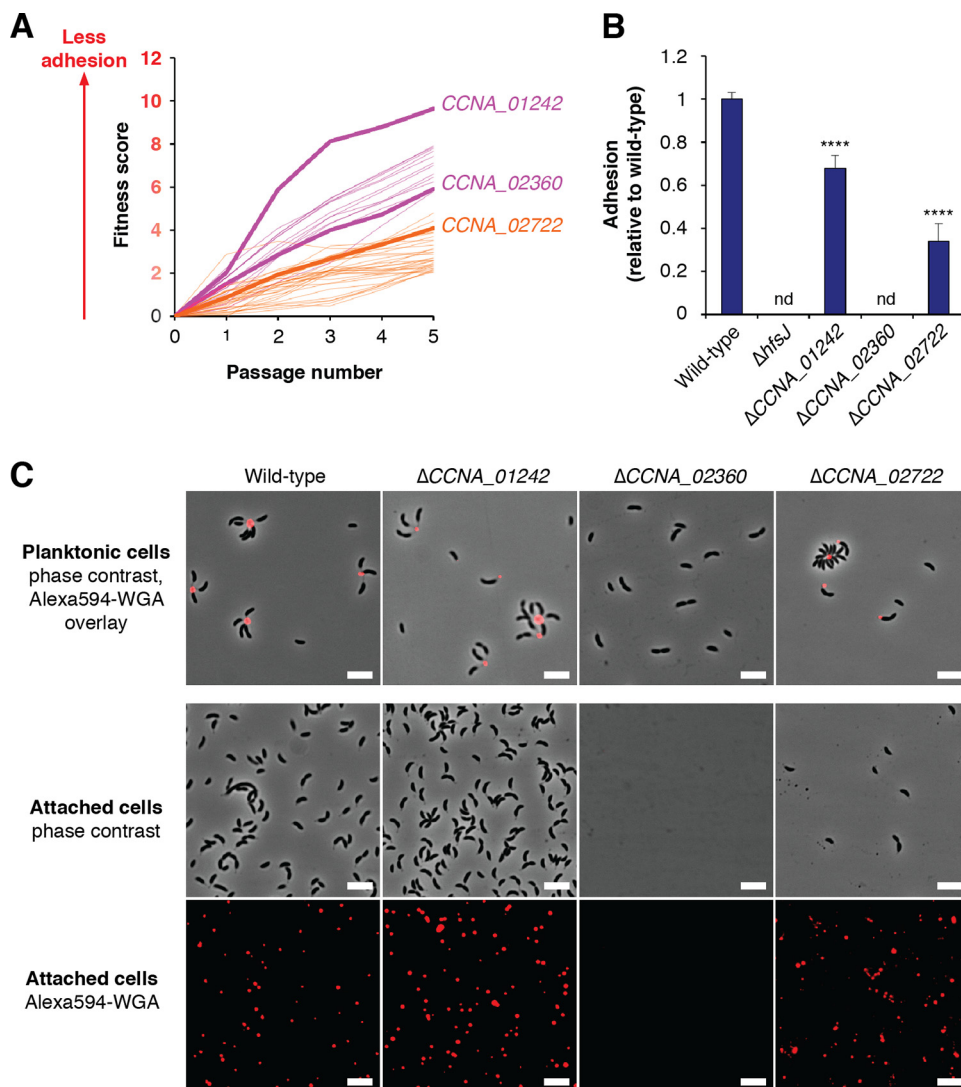 A
Less
adhesion
12
10
8
6
4
2
0
Fitness score
0 1 2 3 4 5
Passage number
CCNA_01242
CCNA_02360
CCNA_02722
B
1.2
1
0.8
0.6
0.4
0.2
0
Adhesion
(relative to wild-type)
nd
****
nd
****
Wild-type
ΔhfsJ
ΔCCNA_01242
ΔCCNA_02360
ΔCCNA_02722
C
Wild-type ΔCCNA_01242 ΔCCNA_02360 ΔCCNA_02722
Planktonic cells
phase contrast,
Alexa594-WGA
overlay
Attached cells
phase contrast
Attached cells
Alexa594-WGA